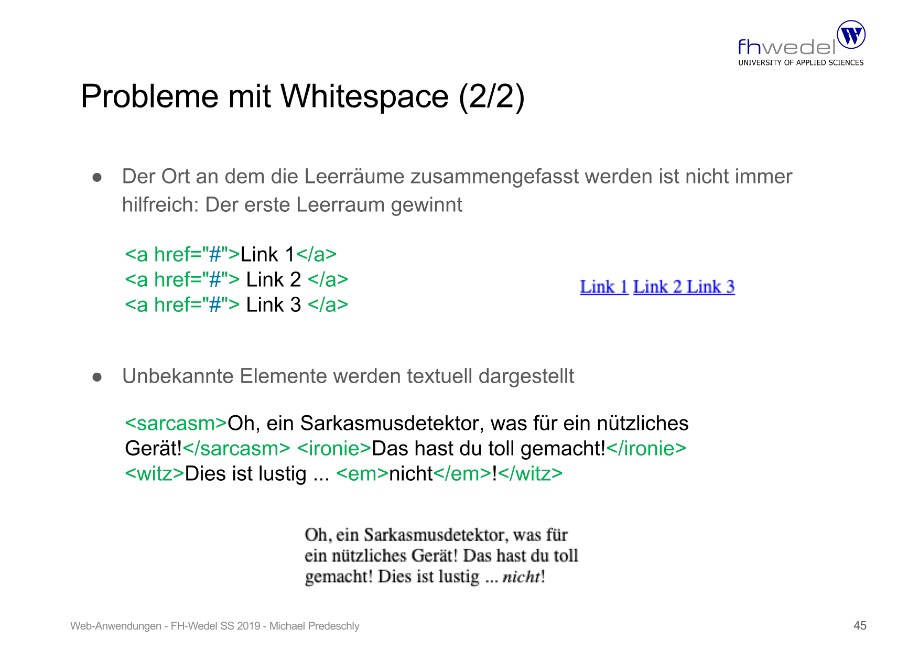 fhwedel W
UNIVERSITY OF APPLIED SCIENCES
Probleme mit Whitespace (2/2)
● Der Ort an dem die Leerräume zusammengefasst werden ist nicht immer
hilfreich: Der erste Leerraum gewinnt
<a href="#">Link 1</a>
<a href="#"> Link 2 </a>
<a href="#"> Link 3 </a>
Link 1 Link 2 Link 3
● Unbekannte Elemente werden textuell dargestellt
<sarcasm>Oh, ein Sarkasmusdetektor, was für ein nützliches
Gerät!</sarcasm> <ironie>Das hast du toll gemacht!</ironie>
<witz>Dies ist lustig ... <em>nicht</em>!</witz>
Oh, ein Sarkasmusdetektor, was für
ein nützliches Gerät! Das hast du toll
gemacht! Dies ist lustig ... nicht!
Web-Anwendungen - FH-Wedel SS 2019 - Michael Predeschly
45